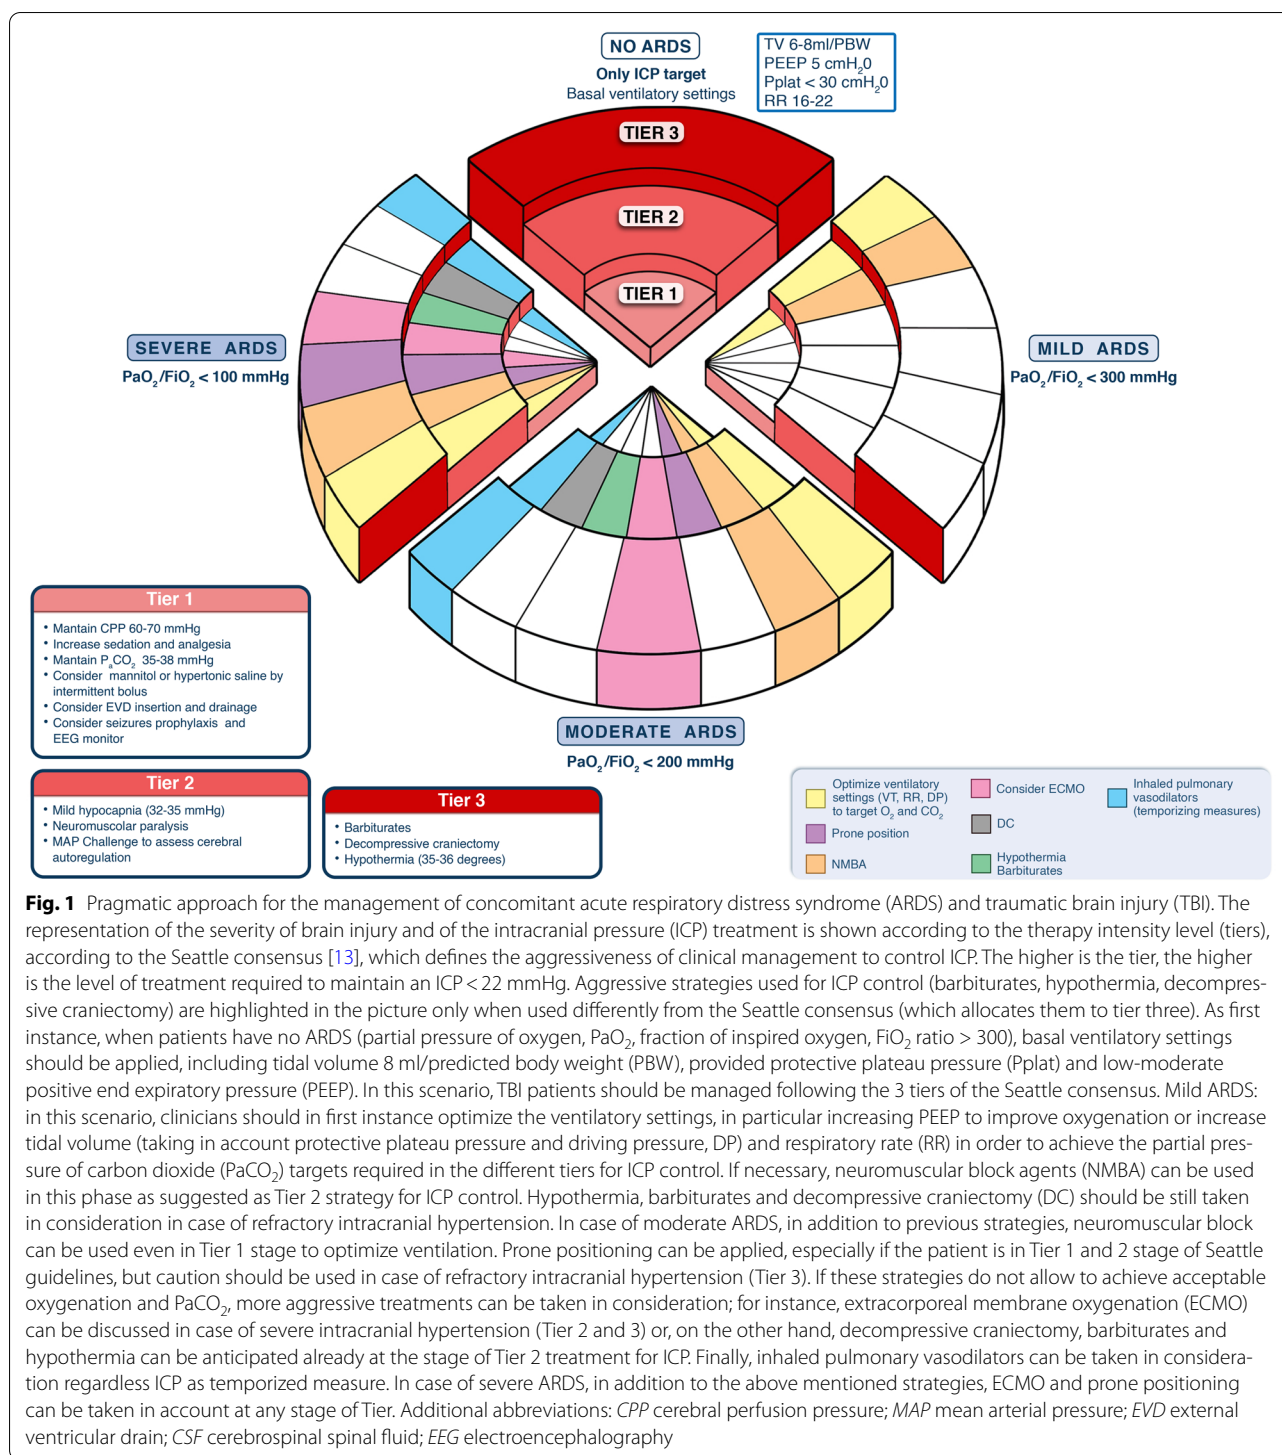 NO ARDS
Only ICP target
Basal ventilatory settings
TV 6-8ml/PBW
PEEP 5 cmH₂0
Pplat < 30 cmH₂0
RR 16-22
TIER 3
TIER 2
TIER 1
SEVERE ARDS
PaO₂/FiO₂ < 100 mmHg
MILD ARDS
PaO₂/FiO₂ < 300 mmHg
MODERATE ARDS
PaO₂/FiO₂ < 200 mmHg
Tier 1
• Mantain CPP 60-70 mmHg
• Increase sedation and analgesia
• Mantain PₐCO₂ 35-38 mmHg
• Consider mannitol or hypertonic saline by
intermittent bolus
• Consider EVD insertion and drainage
• Consider seizures prophylaxis and
EEG monitor
Tier 2
• Mild hypocapnia (32-35 mmHg)
• Neuromuscolar paralysis
• MAP Challenge to assess cerebral
autoregulation
Tier 3
• Barbiturates
• Decompressive craniectomy
• Hypothermia (35-36 degrees)
Optimize ventilatory
settings (VT, RR, DP)
to target O₂ and CO₂
Prone position
NMBA
Consider ECMO
DC
Hypothermia
Barbiturates
Inhaled pulmonary
vasodilators
(temporizing measures)
Fig. 1 Pragmatic approach for the management of concomitant acute respiratory distress syndrome (ARDS) and traumatic brain injury (TBI). The
representation of the severity of brain injury and of the intracranial pressure (ICP) treatment is shown according to the therapy intensity level (tiers),
according to the Seattle consensus [13], which defines the aggressiveness of clinical management to control ICP. The higher is the tier, the higher
is the level of treatment required to maintain an ICP < 22 mmHg. Aggressive strategies used for ICP control (barbiturates, hypothermia, decompres-
sive craniectomy) are highlighted in the picture only when used differently from the Seattle consensus (which allocates them to tier three). As first
instance, when patients have no ARDS (partial pressure of oxygen, PaO₂, fraction of inspired oxygen, FiO₂ ratio > 300), basal ventilatory settings
should be applied, including tidal volume 8 ml/predicted body weight (PBW), provided protective plateau pressure (Pplat) and low-moderate
positive end expiratory pressure (PEEP). In this scenario, TBI patients should be managed following the 3 tiers of the Seattle consensus. Mild ARDS:
in this scenario, clinicians should in first instance optimize the ventilatory settings, in particular increasing PEEP to improve oxygenation or increase
tidal volume (taking in account protective plateau pressure and driving pressure, DP) and respiratory rate (RR) in order to achieve the partial pres-
sure of carbon dioxide (PaCO₂) targets required in the different tiers for ICP control. If necessary, neuromuscular block agents (NMBA) can be used
in this phase as suggested as Tier 2 strategy for ICP control. Hypothermia, barbiturates and decompressive craniectomy (DC) should be still taken
in consideration in case of refractory intracranial hypertension. In case of moderate ARDS, in addition to previous strategies, neuromuscular block
can be used even in Tier 1 stage to optimize ventilation. Prone positioning can be applied, especially if the patient is in Tier 1 and 2 stage of Seattle
guidelines, but caution should be used in case of refractory intracranial hypertension (Tier 3). If these strategies do not allow to achieve acceptable
oxygenation and PaCO₂, more aggressive treatments can be taken in consideration; for instance, extracorporeal membrane oxygenation (ECMO)
can be discussed in case of severe intracranial hypertension (Tier 2 and 3) or, on the other hand, decompressive craniectomy, barbiturates and
hypothermia can be anticipated already at the stage of Tier 2 treatment for ICP. Finally, inhaled pulmonary vasodilators can be taken in considera-
tion regardless ICP as temporized measure. In case of severe ARDS, in addition to the above mentioned strategies, ECMO and prone positioning
can be taken in account at any stage of Tier. Additional abbreviations: CPP cerebral perfusion pressure; MAP mean arterial pressure; EVD external
ventricular drain; CSF cerebrospinal spinal fluid; EEG electroencephalography